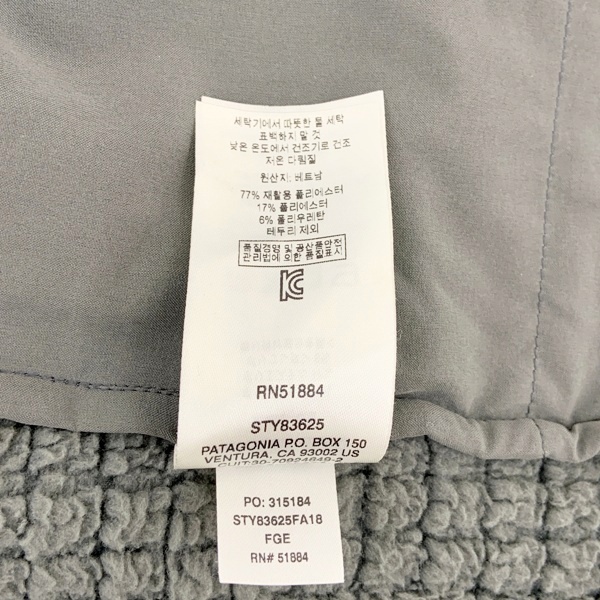 세탁기에서 따뜻한 물 세탁
표백하지 말 것
낮은 온도에서 건조기로 건조
저온 다림질
원산지: 베트남
77% 재활용 폴리에스터
17% 폴리에스터
6% 폴리우레탄
테두리 제외
품질경영 및 공산품안전
관리법에 의한 품질표시
RN51884
STY83625
PATAGONIA P.O. BOX 150
VENTURA, CA 93002 US
PO: 315184
STY83625FA18
FGE
RN# 51884